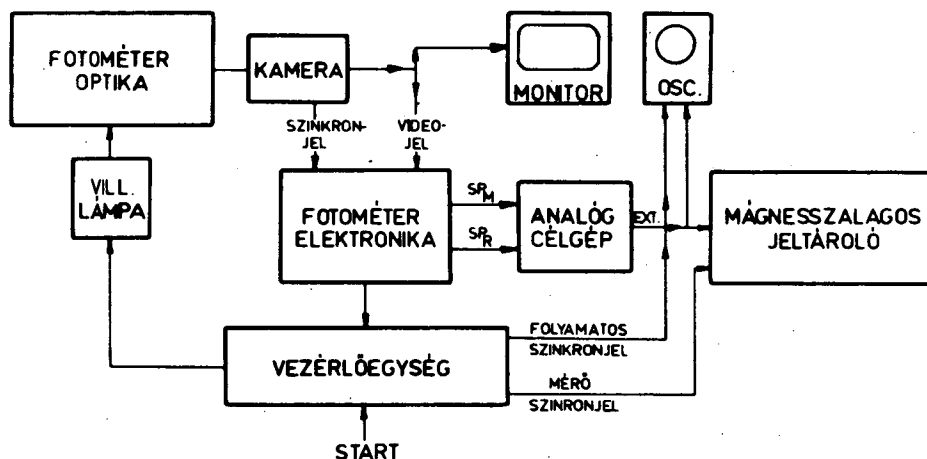 FOTOMÉTER
OPTIKA
KAMERA
MONITOR
OSC.
SZINKRON-
JEL
VIDEO-
JEL
VILL.
LÁMPA
FOTOMÉTER
ELEKTRONIKA
SP_M
SP_R
ANALÓG
CÉLGÉP
EXT.
MÁGNESSZALAGOS
JELTÁROLÓ
VEZÉRLŐEGYSÉG
FOLYAMATOS
SZINKRONJEL
MÉRŐ
SZINRONJEL
START